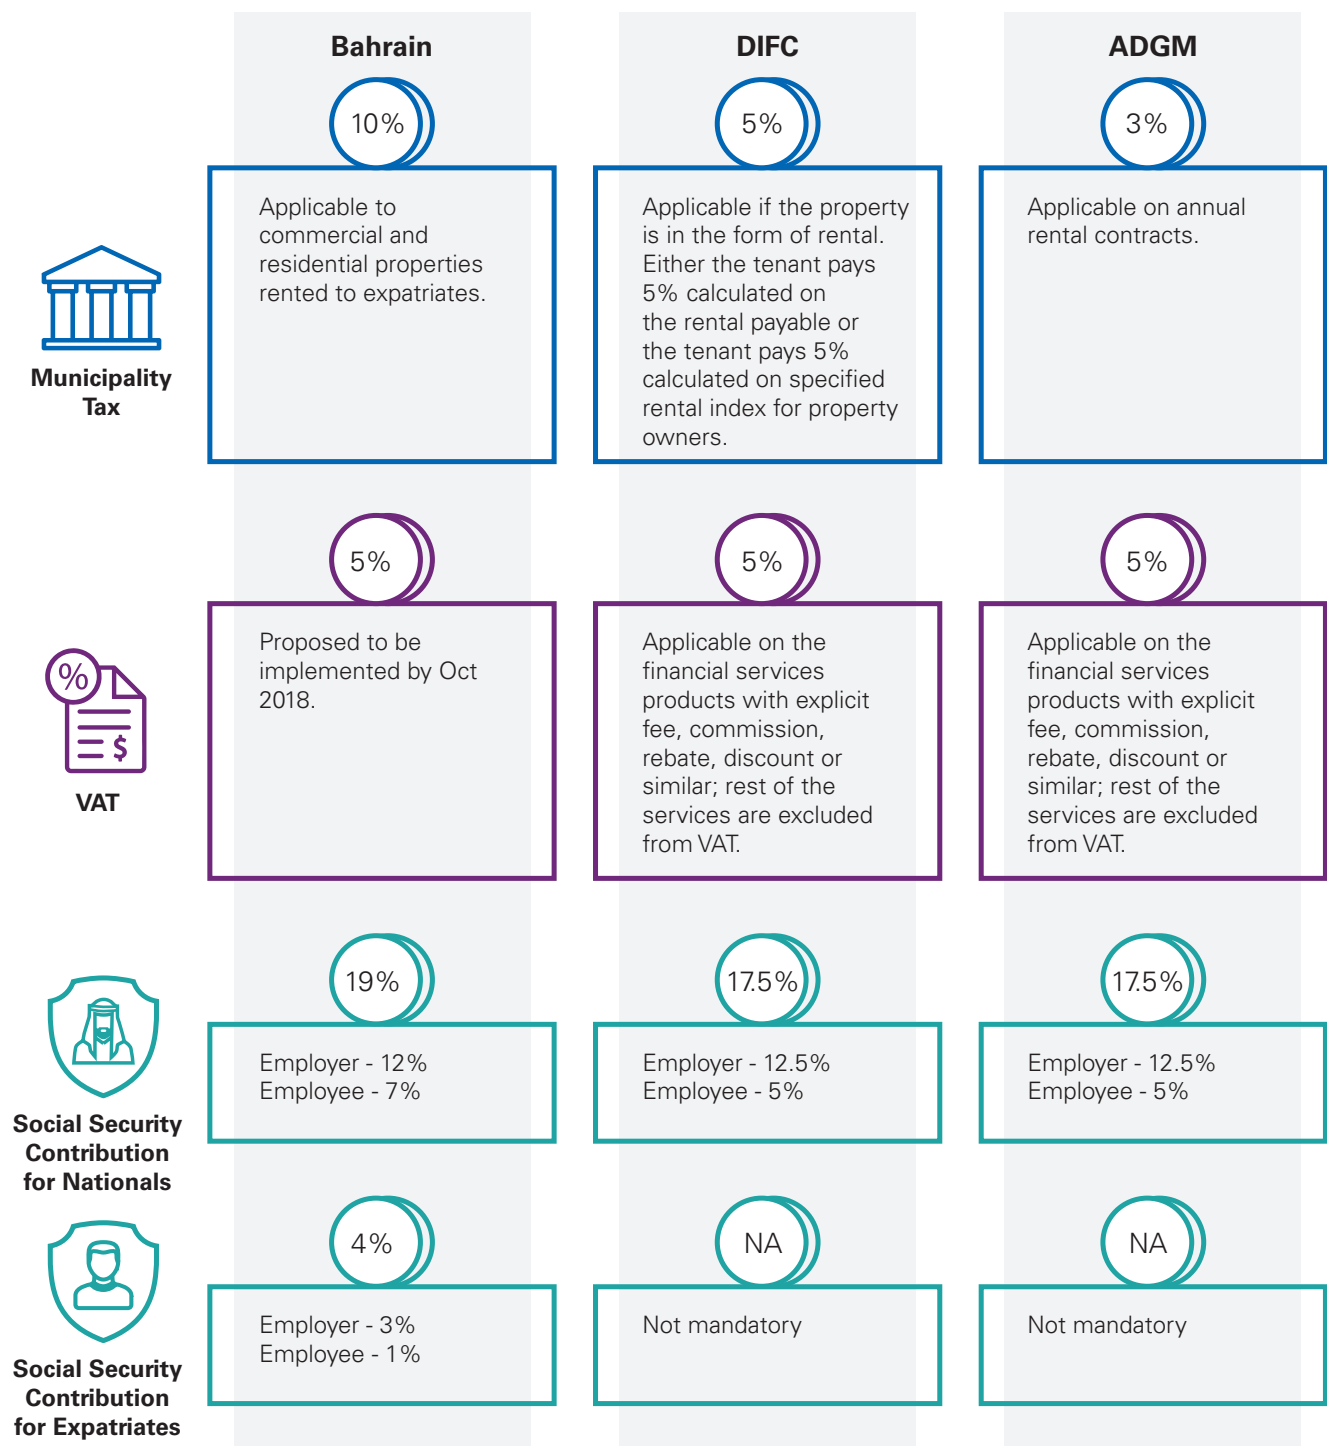 Bahrain
DIFC
ADGM
Municipality
Tax
10%
Applicable to
commercial and
residential properties
rented to expatriates.
5%
Applicable if the property
is in the form of rental.
Either the tenant pays
5% calculated on
the rental payable or
the tenant pays 5%
calculated on specified
rental index for property
owners.
3%
Applicable on annual
rental contracts.
%
$
VAT
5%
Proposed to be
implemented by Oct
2018.
5%
Applicable on the
financial services
products with explicit
fee, commission,
rebate, discount or
similar; rest of the
services are excluded
from VAT.
5%
Applicable on the
financial services
products with explicit
fee, commission,
rebate, discount or
similar; rest of the
services are excluded
from VAT.
Social Security
Contribution
for Nationals
19%
Employer - 12%
Employee - 7%
17.5%
Employer - 12.5%
Employee - 5%
17.5%
Employer - 12.5%
Employee - 5%
Social Security
Contribution
for Expatriates
4%
Employer - 3%
Employee - 1%
NA
Not mandatory
NA
Not mandatory